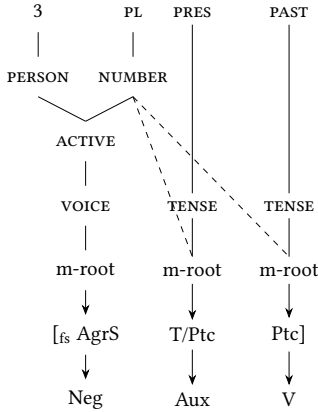 3 PL PRES PAST
PERSON NUMBER
ACTIVE
VOICE TENSE TENSE
m-root m-root m-root
[fs AgrS T/Ptc Ptc]
Neg Aux V